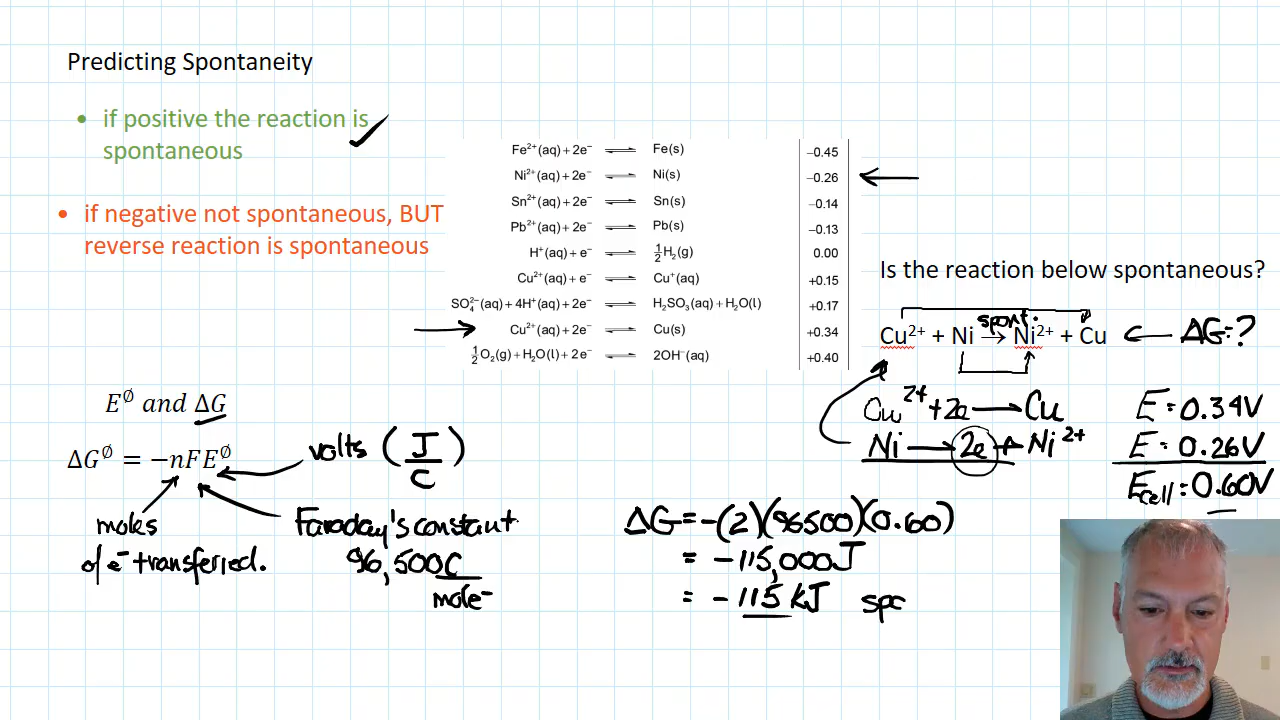 Predicting Spontaneity
• if positive the reaction is
spontaneous
• if negative not spontaneous, BUT
reverse reaction is spontaneous
Fe²⁺(aq) + 2e⁻ ⇌ Fe(s) −0.45
Ni²⁺(aq) + 2e⁻ ⇌ Ni(s) −0.26
Sn²⁺(aq) + 2e⁻ ⇌ Sn(s) −0.14
Pb²⁺(aq) + 2e⁻ ⇌ Pb(s) −0.13
H⁺(aq) + e⁻ ⇌ ½H₂(g) 0.00
Cu²⁺(aq) + e⁻ ⇌ Cu⁺(aq) +0.15
SO₄²⁻(aq) + 4H⁺(aq) + 2e⁻ ⇌ H₂SO₃(aq) + H₂O(l) +0.17
Cu²⁺(aq) + 2e⁻ ⇌ Cu(s) +0.34
½O₂(g) + H₂O(l) + 2e⁻ ⇌ 2OH⁻(aq) +0.40
Is the reaction below spontaneous?
spont.
Cu²⁺ + Ni → Ni²⁺ + Cu ← ΔG=?
Cu²⁺ + 2e → Cu E = 0.34V
Ni → 2e + Ni²⁺ E = 0.26V
Ecell = 0.60V
E^∅ and ΔG
ΔG^∅ = −nFE^∅
volts (J/C)
moles
of e⁻ transferred.
Faraday's constant
96,500 C
mole⁻
ΔG = −(2)(96500)(0.60)
= −115,000J
= −115 kJ spo